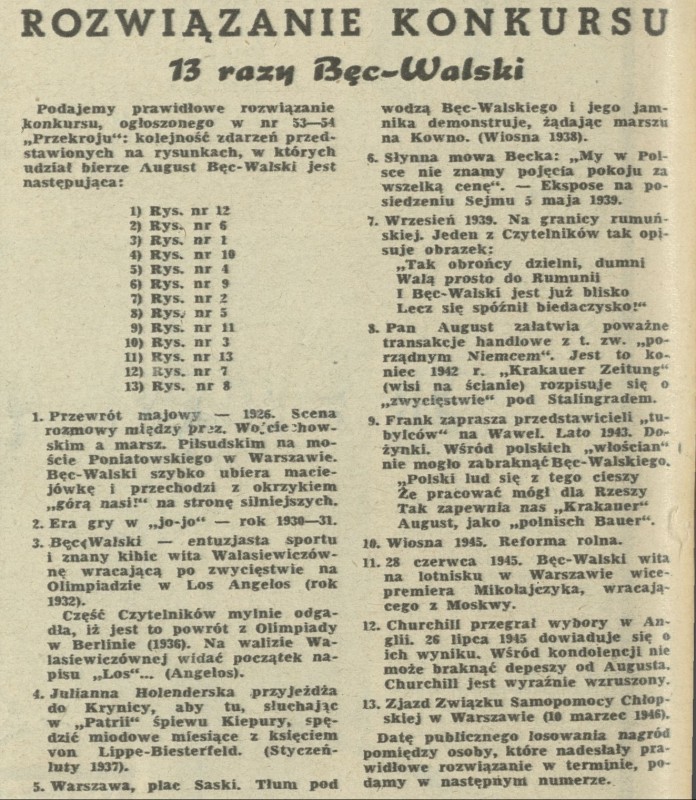 ROZWIĄZANIE KONKURSU
13 razy Bęc-Walski
Podajemy prawidłowe rozwiązanie
konkursu, ogłoszonego w nr 53—54
„Przekroju“: kolejność zdarzeń przed-
stawionych na rysunkach, w których
udział bierze August Bęc-Walski jest
następująca:
1) Rys. nr 12
2) Rys. nr 6
3) Rys. nr 1
4) Rys. nr 10
5) Rys. nr 4
6) Rys. nr 9
7) Rys. nr 2
8) Rys. nr 5
9) Rys. nr 11
10) Rys. nr 3
11) Rys. nr 13
12) Rys. nr 7
13) Rys. nr 8
1. Przewrót majowy — 1926. Scena
rozmowy między prez. Wojciechow-
skim a marsz. Piłsudskim na mo-
ście Poniatowskiego w Warszawie.
Bęc-Walski szybko ubiera macie-
jówkę i przechodzi z okrzykiem
„górą nasi!“ na stronę silniejszych.
2. Era gry w „jo-jo“ — rok 1930—31.
3. Bęc-Walski — entuzjasta sportu
i znany kibic wita Walasiewiczów-
nę wracającą po zwycięstwie na
Olimpiadzie w Los Angelos (rok
1932).
Część Czytelników mylnie odga-
dła, iż jest to powrót z Olimpiady
w Berlinie (1936). Na walizie Wa-
lasiewiczównej widać początek na-
pisu „Los“... (Angelos).
4. Julianna Holenderska przyjeżdża
do Krynicy, aby tu, słuchając
w „Patrii“ śpiewu Kiepury, spę-
dzić miodowe miesiące z księciem
von Lippe-Biesterfeld. (Styczeń-
luty 1937).
5. Warszawa, plac Saski. Tłum pod
wodzą Bęc-Walskiego i jego jam-
nika demonstruje, żądając marszu
na Kowno. (Wiosna 1938).
6. Słynna mowa Becka: „My w Pol-
sce nie znamy pojęcia pokoju za
wszelką cenę“. — Ekspose na po-
siedzeniu Sejmu 5 maja 1939.
7. Wrzesień 1939. Na granicy rumuń-
skiej. Jeden z Czytelników tak opi-
suje obrazek:
„Tak obrońcy dzielni, dumni
Walą prosto do Rumunii
I Bęc-Walski jest już blisko
Lecz się spóźnił biedaczysko!“
8. Pan August załatwia poważne
transakcje handlowe z t. zw. „po-
rządnym Niemcem“. Jest to ko-
niec 1942 r. „Krakauer Zeitung“
(wisi na ścianie) rozpisuje się o
„zwycięstwie“ pod Stalingradem.
9. Frank zaprasza przedstawicieli „tu-
bylców“ na Wawel. Lato 1943. Do-
żynki. Wśród polskich „włościan“
nie mogło zabraknąć Bęc-Walskiego.
„Polski lud się z tego cieszy
Że pracować mógł dla Rzeszy
Tak zapewnia nas „Krakauer“
August, jako „polnisch Bauer“.
10. Wiosna 1945. Reforma rolna.
11. 28 czerwca 1945. Bęc-Walski wita
na lotnisku w Warszawie wice-
premiera Mikołajczyka, wracają-
cego z Moskwy.
12. Churchill przegrał wybory w An-
glii. 26 lipca 1945 dowiaduje się o
ich wyniku. Wśród kondolencji nie
może braknąć depeszy od Augusta.
Churchill jest wyraźnie wzruszony.
13. Zjazd Związku Samopomocy Chłop-
skiej w Warszawie (10 marzec 1946).
Datę publicznego losowania nagród
pomiędzy osoby, które nadesłały pra-
widłowe rozwiązanie w terminie, po-
damy w następnym numerze.